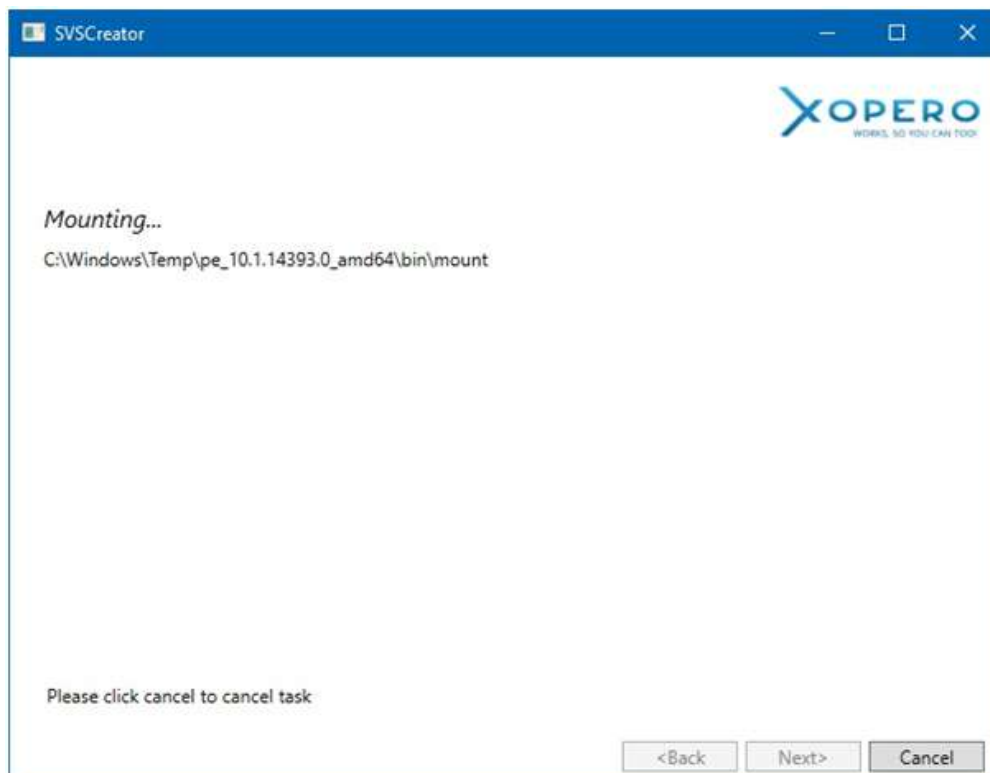 SVSCreator
XOPERO
WORKS, SO YOU CAN TOO!
Mounting...
C:\Windows\Temp\pe_10.1.14393.0_amd64\bin\mount
Please click cancel to cancel task
<Back Next> Cancel